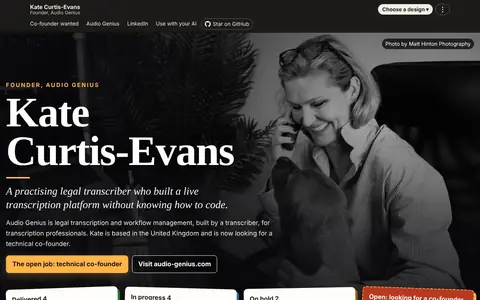 Kate Curtis-Evans
Founder, Audio Genius
Choose a design ▾
Co-founder wanted Audio Genius LinkedIn Use with your AI Star on GitHub
Photo by Matt Hinton Photography
FOUNDER, AUDIO GENIUS
Kate
Curtis-Evans
A practising legal transcriber who built a live
transcription platform without knowing how to code.
Audio Genius is legal transcription and workflow management, built by a transcriber, for
transcription professionals. Kate is based in the United Kingdom and is now looking for a
technical co-founder.
The open job: technical co-founder Visit audio-genius.com
Delivered 4 In progress 4 On hold 2 Open: looking for a co-founder